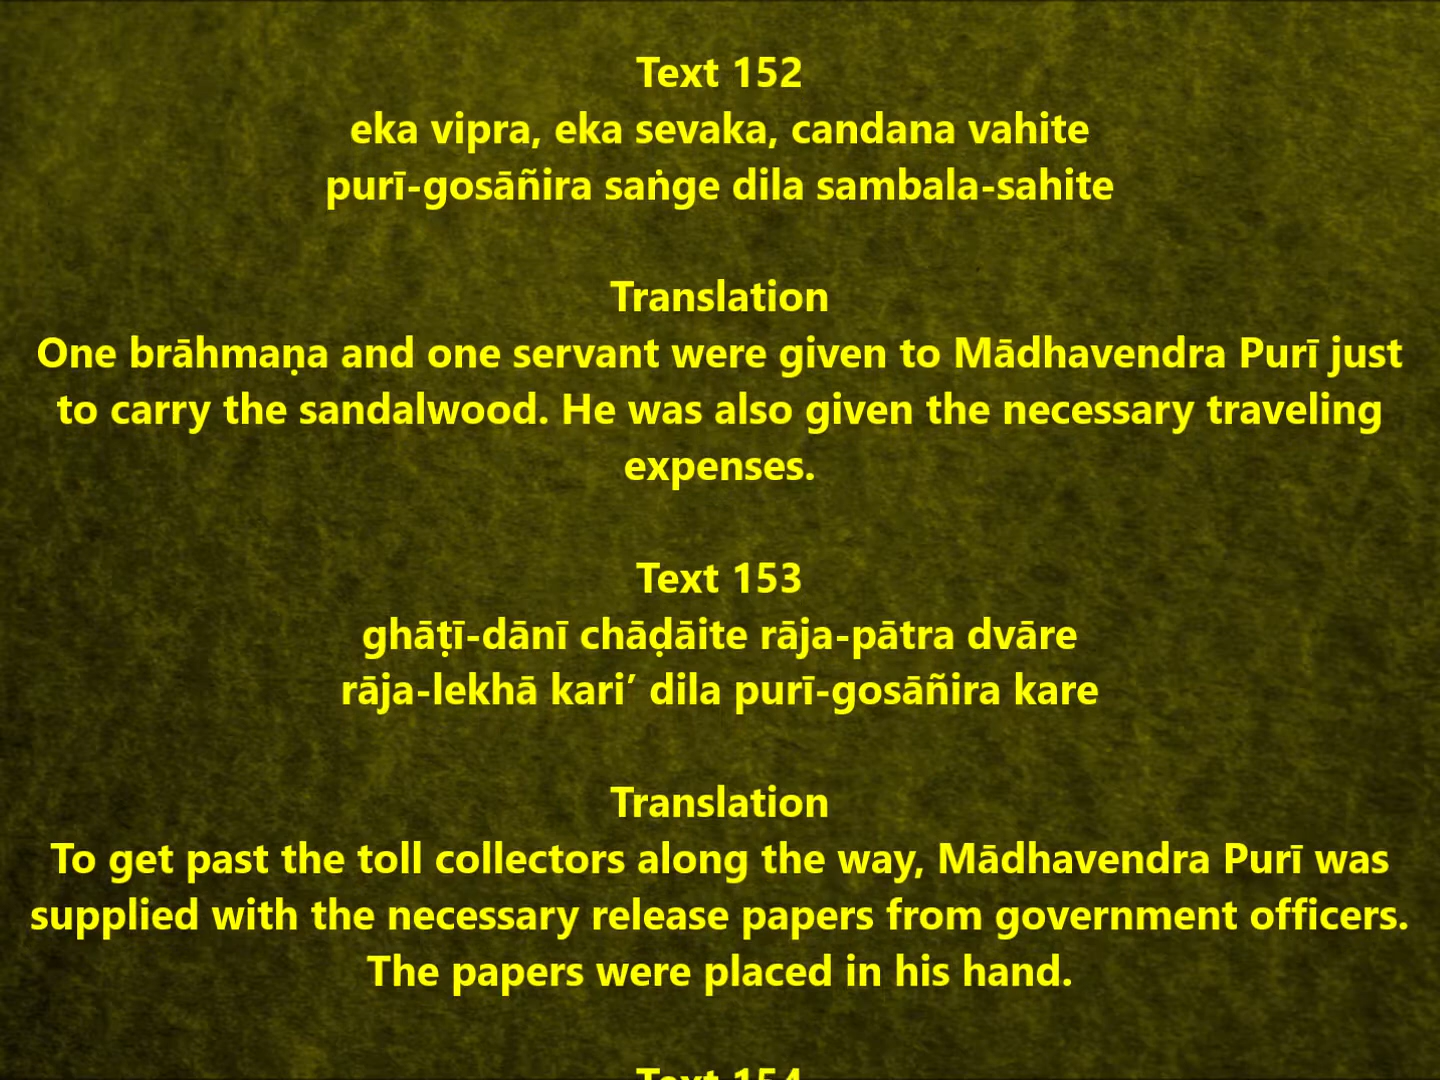 Text 152
eka vipra, eka sevaka, candana vahite
purī-gosāñira saṅge dila sambala-sahite
Translation
One brāhmaṇa and one servant were given to Mādhavendra Purī just
to carry the sandalwood. He was also given the necessary traveling
expenses.
Text 153
ghāṭī-dānī chāḍāite rāja-pātra dvāre
rāja-lekhā kari’ dila purī-gosāñira kare
Translation
To get past the toll collectors along the way, Mādhavendra Purī was
supplied with the necessary release papers from government officers.
The papers were placed in his hand.
Text 154